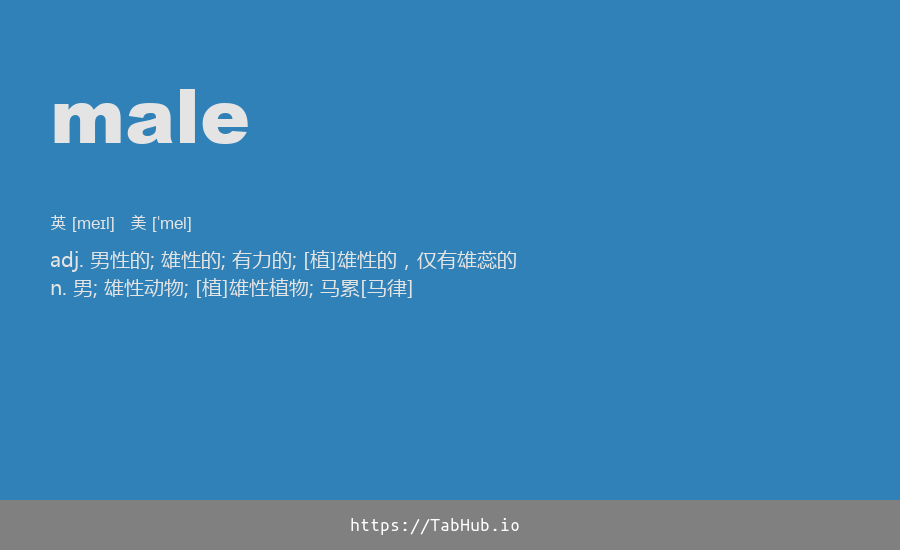 male
英 [meɪl]   美 ['mel]
adj. 男性的; 雄性的; 有力的; [植]雄性的，仅有雄蕊的
n. 男; 雄性动物; [植]雄性植物; 马累[马律]
https://TabHub.io